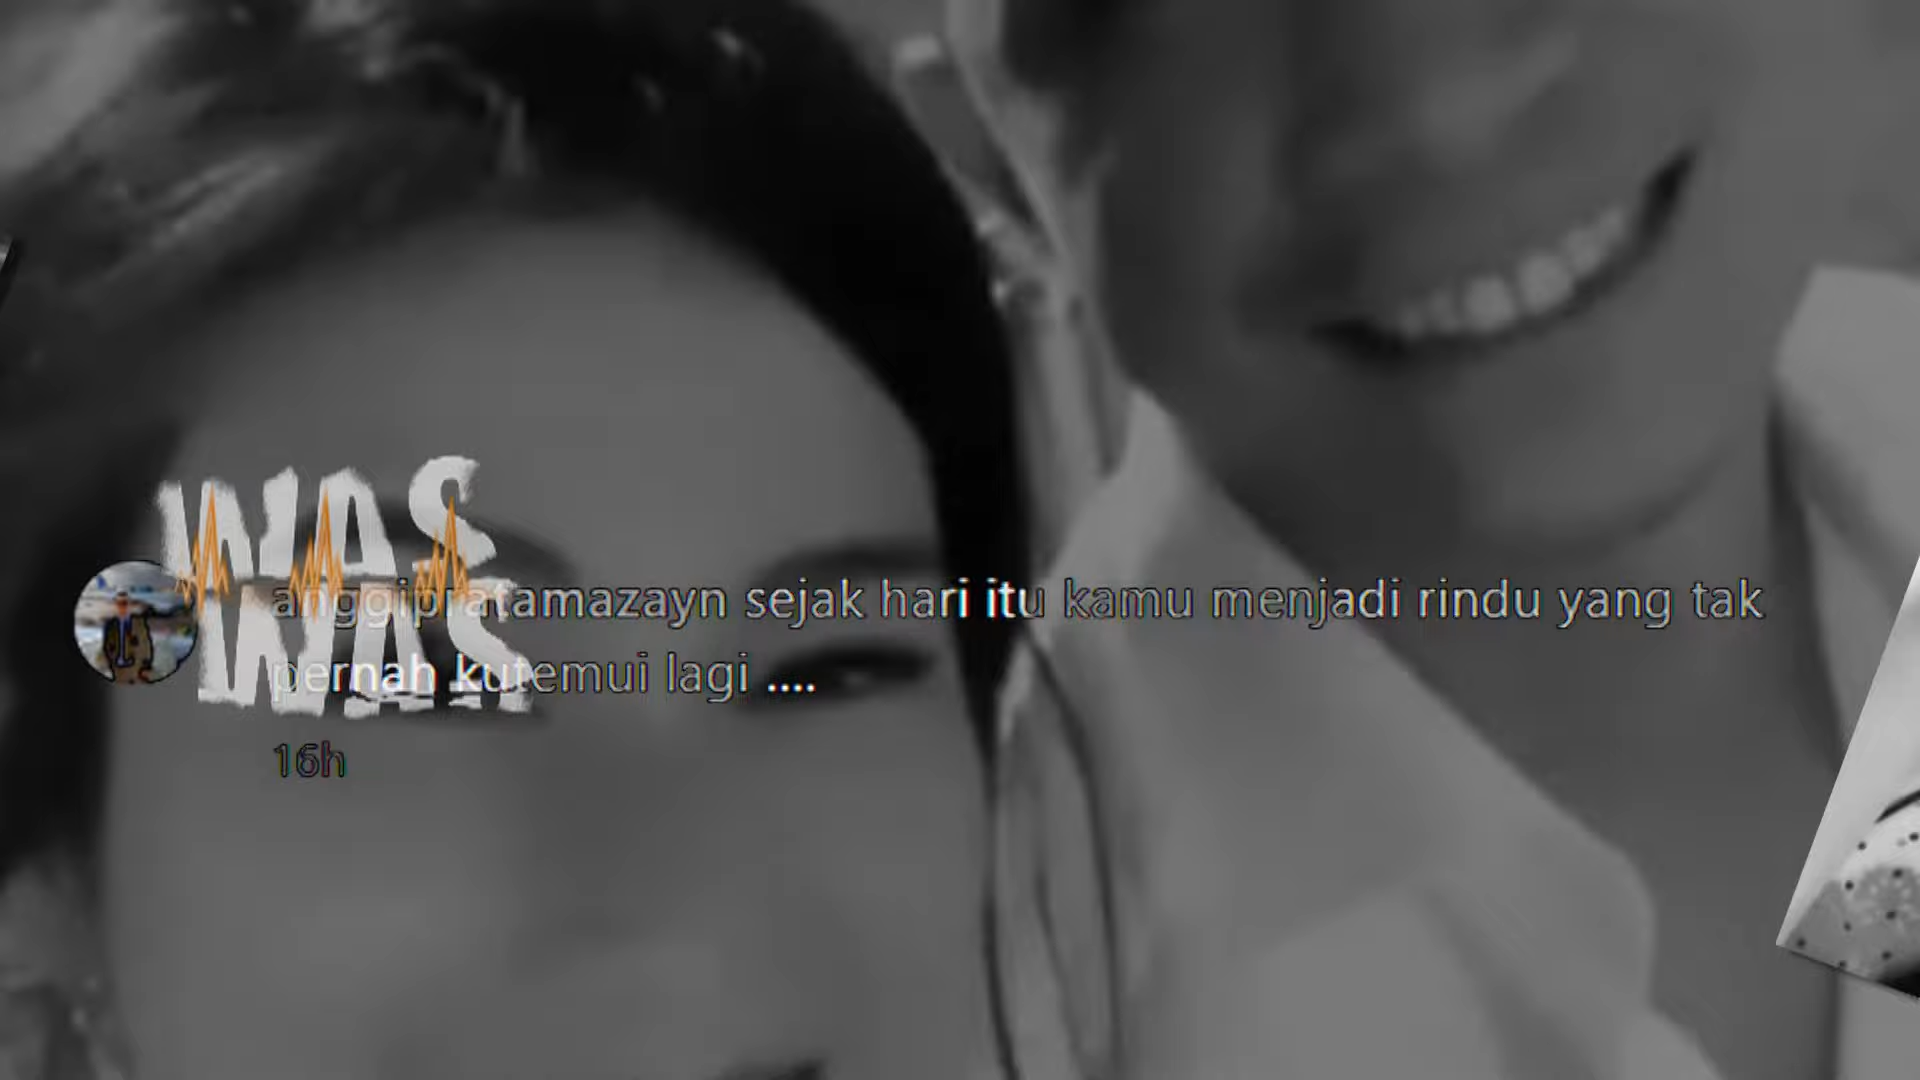 WAS
WAS
anggipratamazayn sejak hari itu kamu menjadi rindu yang tak
pernah kutemui lagi ....
16h